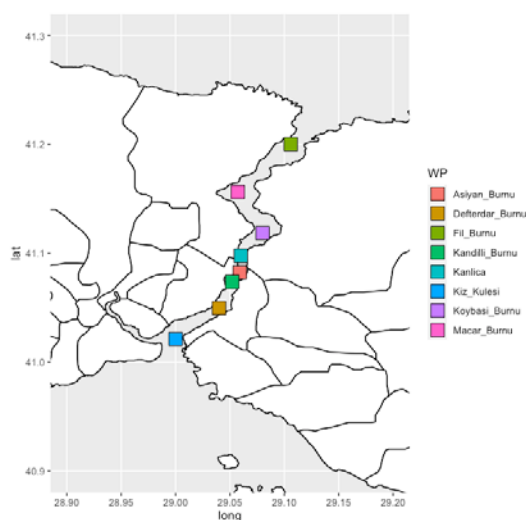 41.3
41.2
41.1
41.0
40.9
lat
28.90 28.95 29.00 29.05 29.10 29.15 29.20
long
WP
Asiyan_Burnu
Defterdar_Burnu
Fil_Burnu
Kandilli_Burnu
Kanlica
Kiz_Kulesi
Koybasi_Burnu
Macar_Burnu